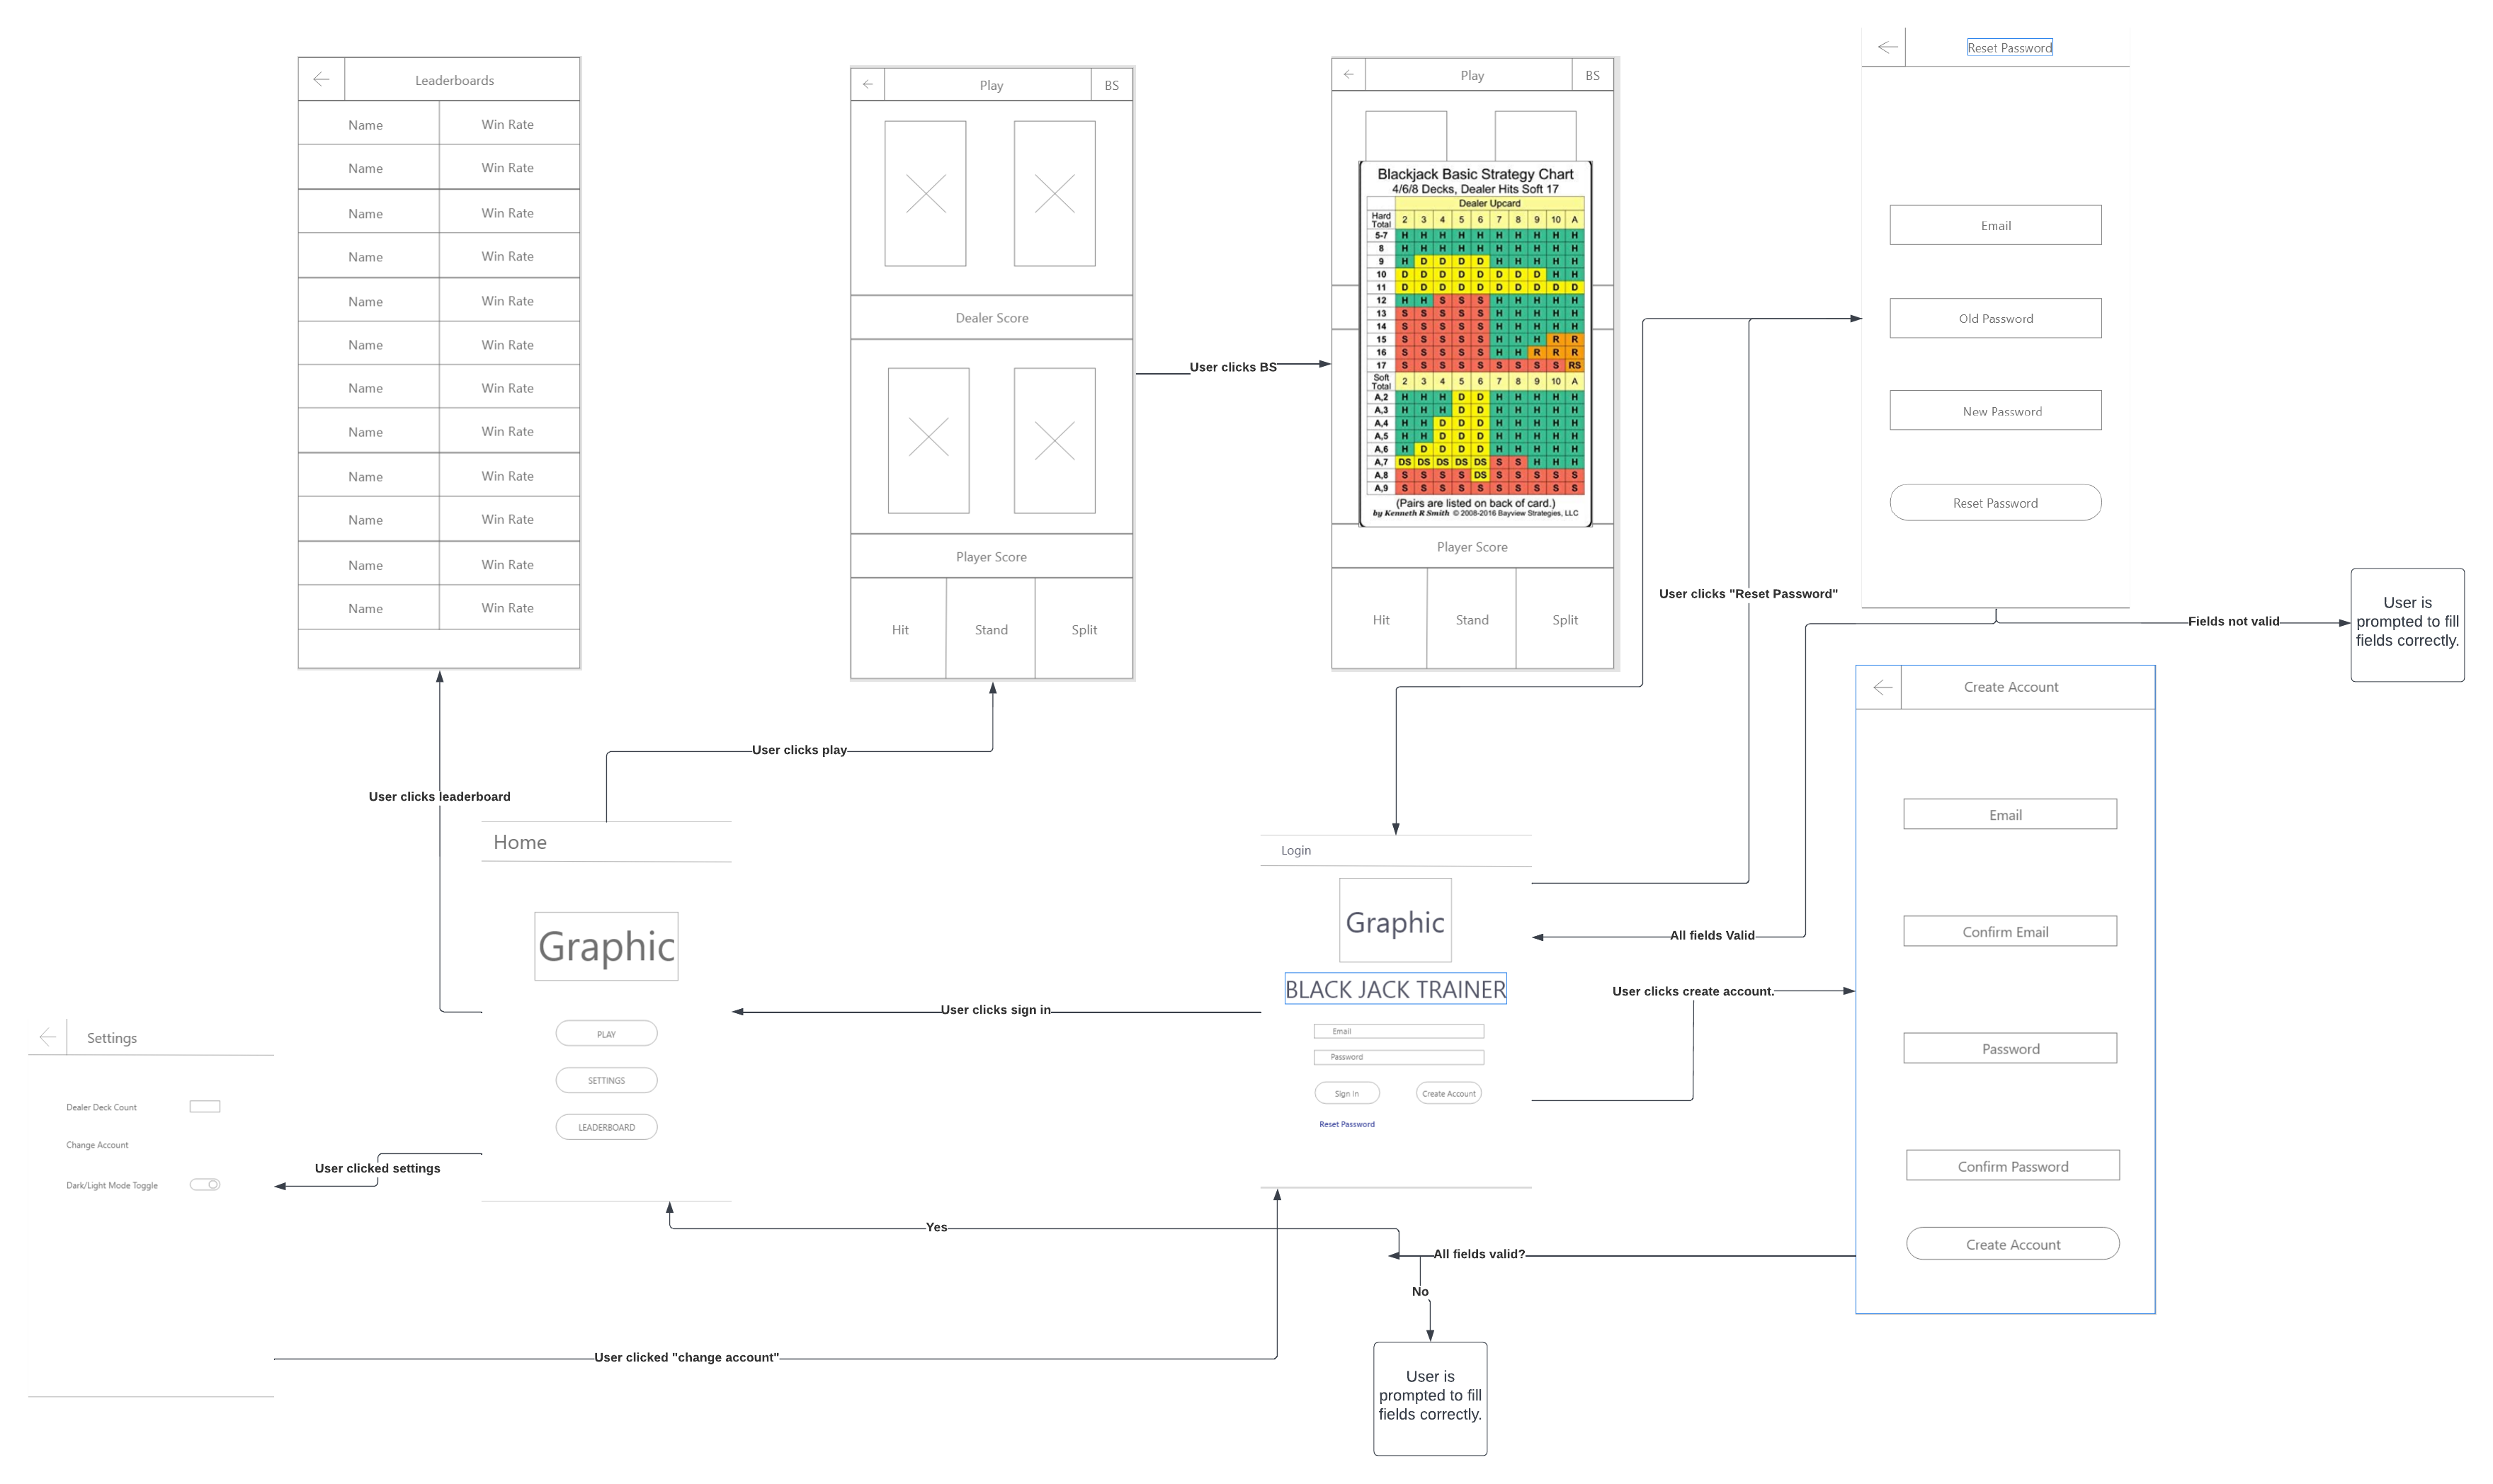 Leaderboards
Name Win Rate
Name Win Rate
Name Win Rate
Name Win Rate
Name Win Rate
Name Win Rate
Name Win Rate
Name Win Rate
Name Win Rate
Name Win Rate
Name Win Rate
Name Win Rate
Play BS
Dealer Score
Player Score
Hit Stand Split
User clicks BS
Play BS
Blackjack Basic Strategy Chart
4/6/8 Decks, Dealer Hits Soft 17
Dealer Upcard
Hard Total 2 3 4 5 6 7 8 9 10 A
5-7 H H H H H H H H H H
8 H H H H H H H H H H
9 H D D D D H H H H H
10 D D D D D D D D H H
11 D D D D D D D D D D
12 H H S S S H H H H H
13 S S S S S H H H H H
14 S S S S S H H H H H
15 S S S S S H H H R R
16 S S S S S H H R R R
17 S S S S S S S S S RS
Soft Total 2 3 4 5 6 7 8 9 10 A
A,2 H H H D D H H H H H
A,3 H H H D D H H H H H
A,4 H H D D D H H H H H
A,5 H H D D D H H H H H
A,6 H D D D D H H H H H
A,7 DS DS DS DS DS S S H H H
A,8 S S S S DS S S S S S
A,9 S S S S S S S S S S
(Pairs are listed on back of card.)
by Kenneth R Smith © 2008-2016 Bayview Strategies, LLC
Player Score
Hit Stand Split
Reset Password
Email
Old Password
New Password
Reset Password
User clicks "Reset Password"
Fields not valid
User is
prompted to fill
fields correctly.
User clicks play
User clicks leaderboard
Home
Graphic
PLAY
SETTINGS
LEADERBOARD
User clicks sign in
Login
Graphic
BLACK JACK TRAINER
Email
Password
Sign In Create Account
Reset Password
All fields Valid
User clicks create account.
Create Account
Email
Confirm Email
Password
Confirm Password
Create Account
Settings
Dealer Deck Count
Change Account
Dark/Light Mode Toggle
User clicked settings
Yes
All fields valid?
No
User clicked "change account"
User is
prompted to fill
fields correctly.